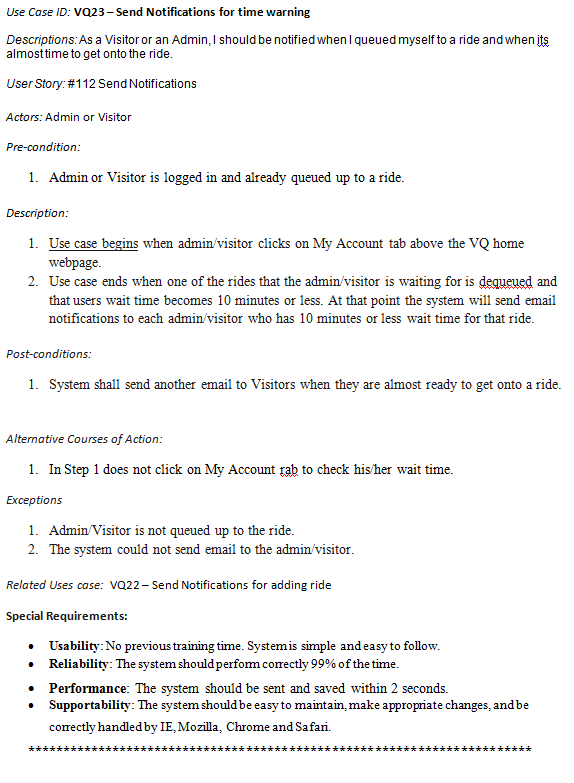 Use Case ID: VQ23 – Send Notifications for time warning
Descriptions: As a Visitor or an Admin, I should be notified when I queued myself to a ride and when its
almost time to get onto the ride.
User Story: #112 Send Notifications
Actors: Admin or Visitor
Pre-condition:
1. Admin or Visitor is logged in and already queued up to a ride.
Description:
1. Use case begins when admin/visitor clicks on My Account tab above the VQ home
webpage.
2. Use case ends when one of the rides that the admin/visitor is waiting for is dequeued and
that users wait time becomes 10 minutes or less. At that point the system will send email
notifications to each admin/visitor who has 10 minutes or less wait time for that ride.
Post-conditions:
1. System shall send another email to Visitors when they are almost ready to get onto a ride.
Alternative Courses of Action:
1. In Step 1 does not click on My Account rab to check his/her wait time.
Exceptions
1. Admin/Visitor is not queued up to the ride.
2. The system could not send email to the admin/visitor.
Related Uses case: VQ22 – Send Notifications for adding ride
Special Requirements:
• Usability: No previous training time. System is simple and easy to follow.
• Reliability: The system should perform correctly 99% of the time.
• Performance: The system should be sent and saved within 2 seconds.
• Supportability: The system should be easy to maintain, make appropriate changes, and be
correctly handled by IE, Mozilla, Chrome and Safari.
************************************************************************